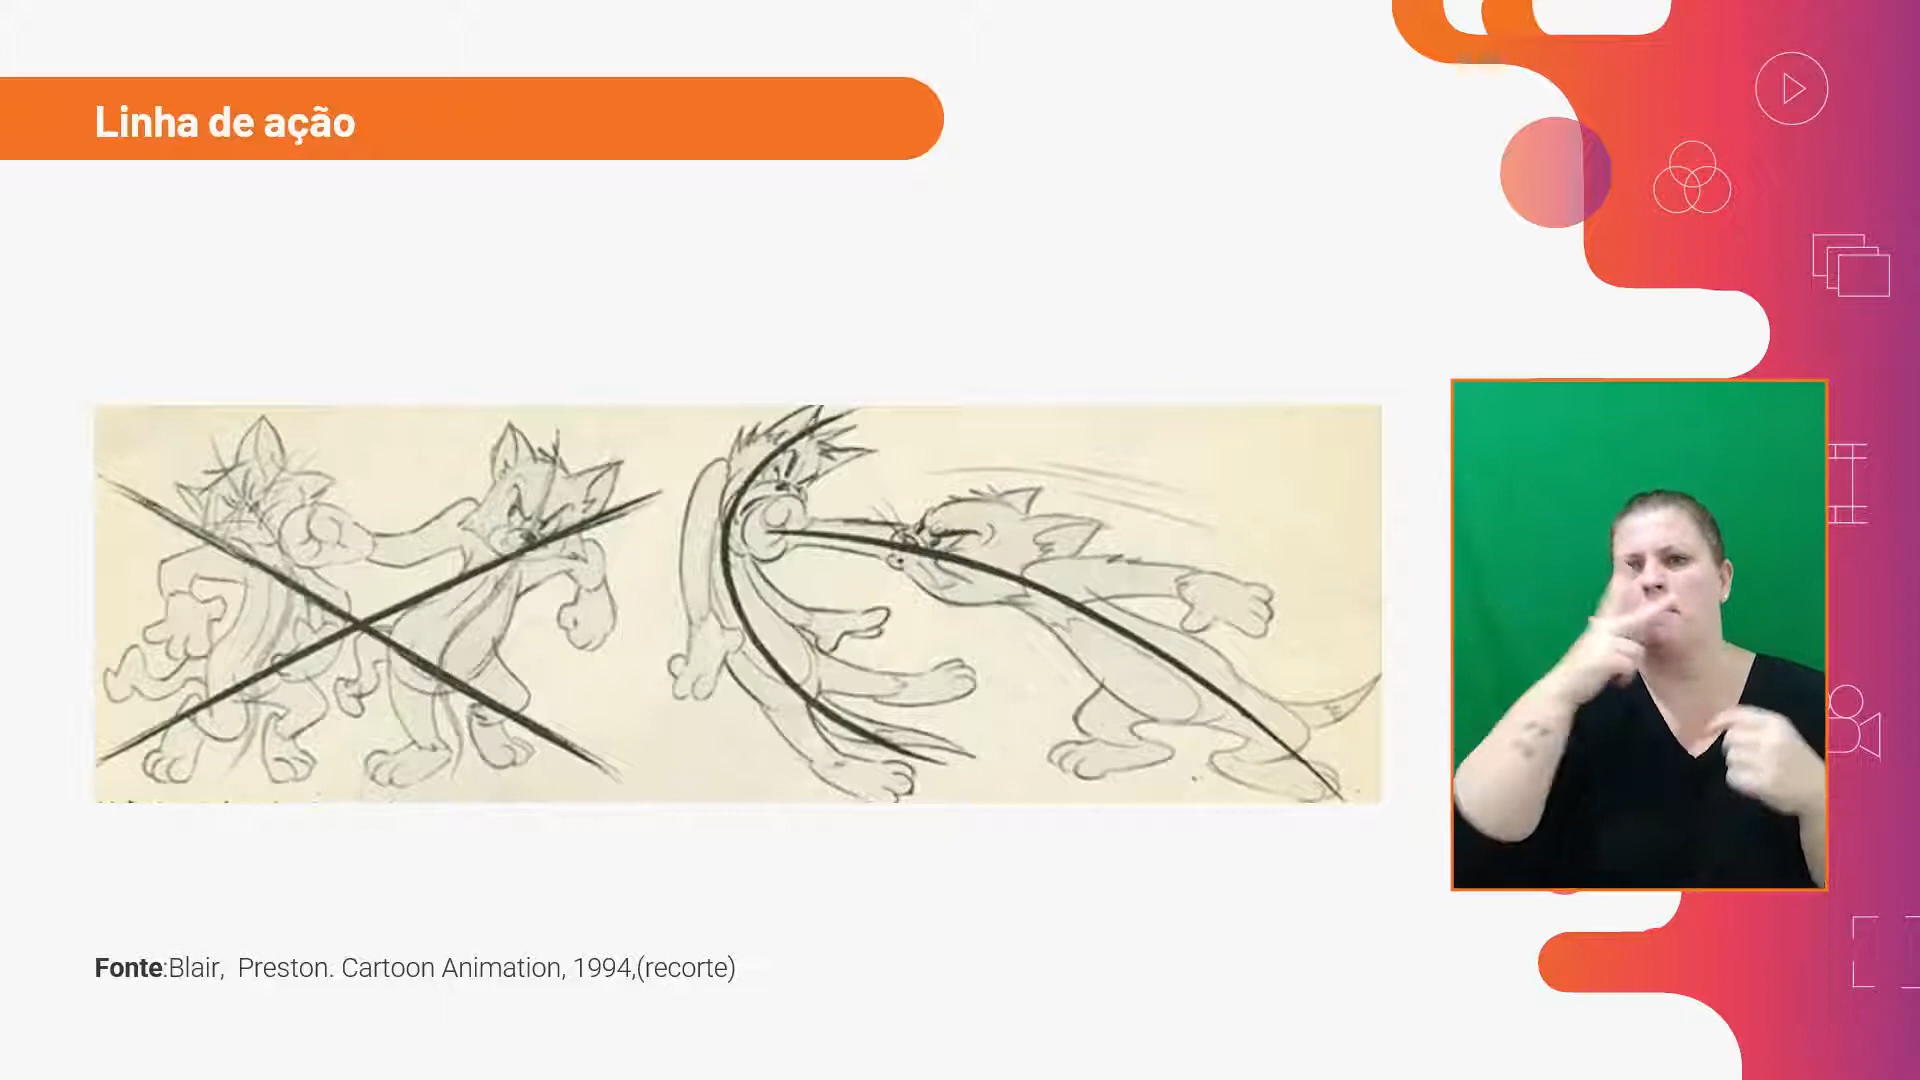 Linha de ação
Fonte:Blair, Preston. Cartoon Animation, 1994,(recorte)